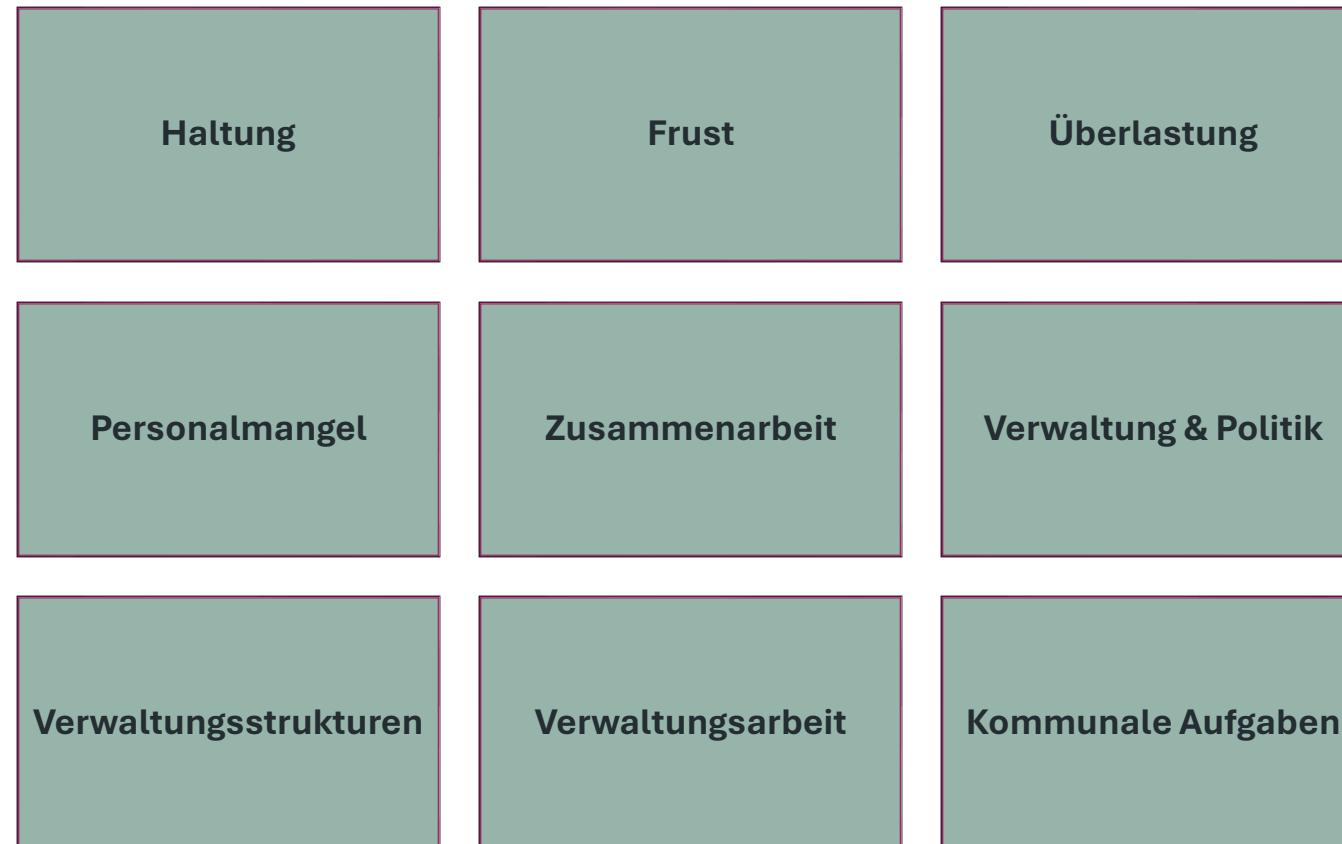 Haltung
Frust
Überlastung
Personalmangel
Zusammenarbeit
Verwaltung & Politik
Verwaltungsstrukturen
Verwaltungsarbeit
Kommunale Aufgaben